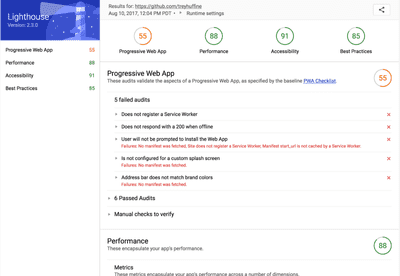 Lighthouse
Version: 2.3.0
Progressive Web App 55
Performance 88
Accessibility 91
Best Practices 85
Results for: https://github.com/treyhuffine
Aug 10, 2017, 12:04 PM PDT • Runtime settings
55 88 91 85
Progressive Web App Performance Accessibility Best Practices
Progressive Web App
These audits validate the aspects of a Progressive Web App, as specified by the baseline PWA Checklist.
55
5 failed audits
Does not register a Service Worker
Does not respond with a 200 when offline
User will not be prompted to Install the Web App
Failures: No manifest was fetched. Site does not register a Service Worker. Manifest start_url is not cached by a Service Worker.
Is not configured for a custom splash screen
Failures: No manifest was fetched.
Address bar does not match brand colors
Failures: No manifest was fetched.
6 Passed Audits
Manual checks to verify
Performance
These encapsulate your app's performance.
88
Metrics
These metrics encapsulate your app's performance across a number of dimensions.